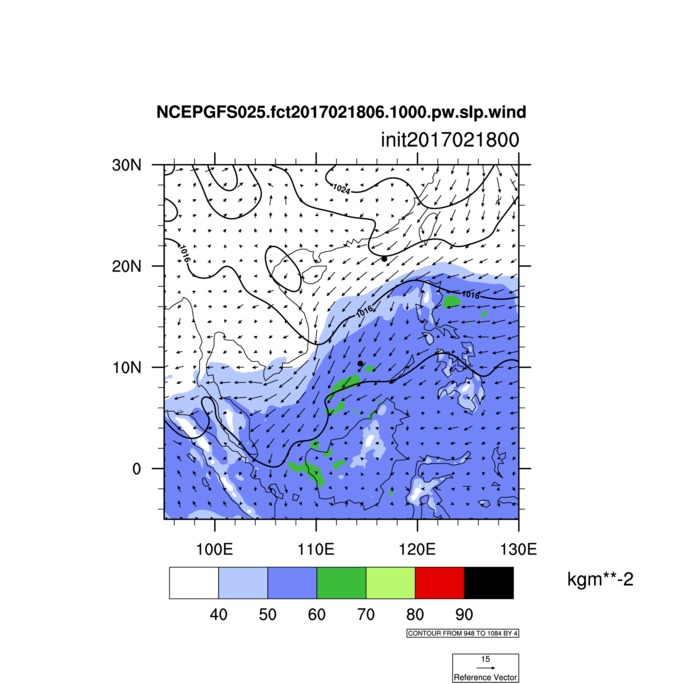 NCEPGFS025.fct2017021806.1000.pw.slp.wind
init2017021800
30N
20N
10N
0
1024
1016
1016
1016
100E 110E 120E 130E
40 50 60 70 80 90
kgm**-2
CONTOUR FROM 948 TO 1084 BY 4
15
Reference Vector